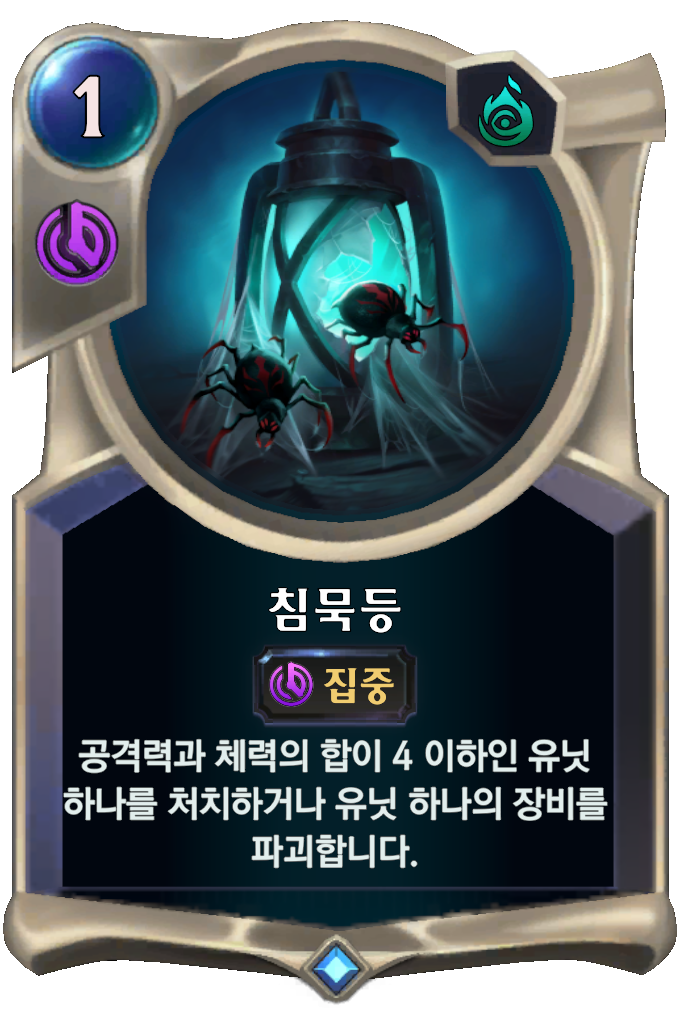 1
침묵등
집중
공격력과 체력의 합이 4 이하인 유닛
하나를 처치하거나 유닛 하나의 장비를
파괴합니다.